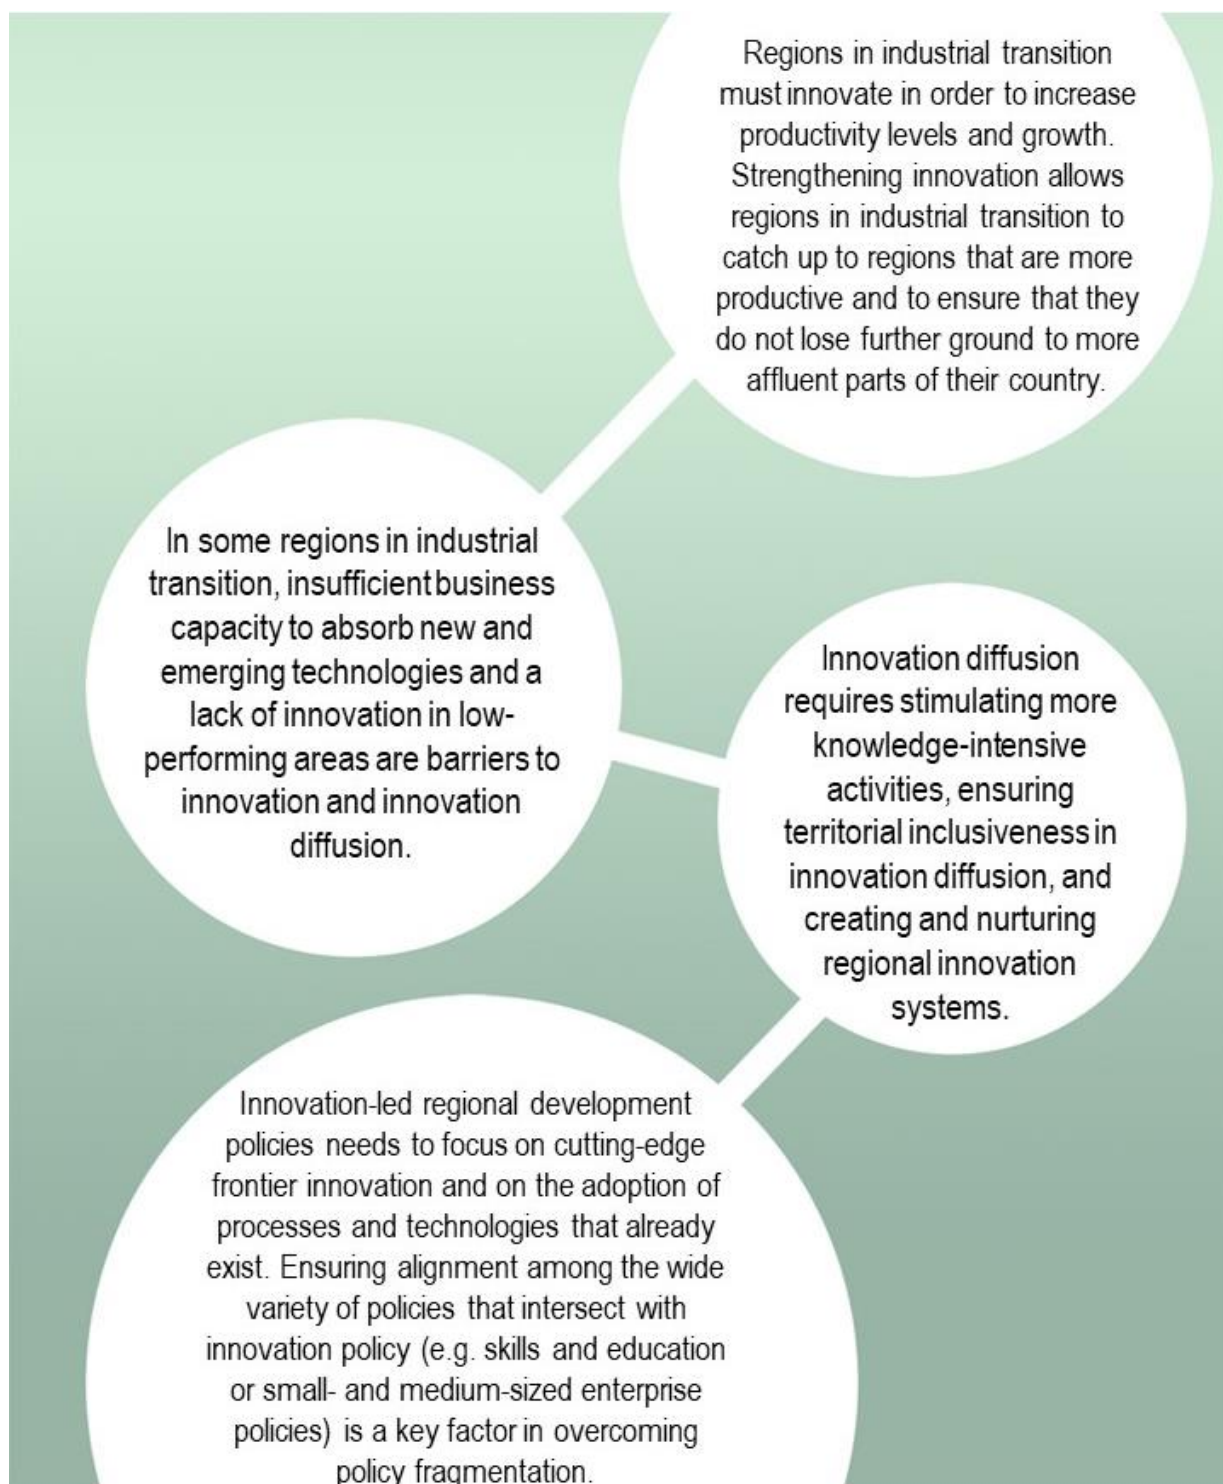 Regions in industrial transition
must innovate in order to increase
productivity levels and growth.
Strengthening innovation allows
regions in industrial transition to
catch up to regions that are more
productive and to ensure that they
do not lose further ground to more
affluent parts of their country.
In some regions in industrial
transition, insufficient business
capacity to absorb new and
emerging technologies and a
lack of innovation in low-
performing areas are barriers to
innovation and innovation
diffusion.
Innovation diffusion
requires stimulating more
knowledge-intensive
activities, ensuring
territorial inclusiveness in
innovation diffusion, and
creating and nurturing
regional innovation
systems.
Innovation-led regional development
policies needs to focus on cutting-edge
frontier innovation and on the adoption of
processes and technologies that already
exist. Ensuring alignment among the wide
variety of policies that intersect with
innovation policy (e.g. skills and education
or small- and medium-sized enterprise
policies) is a key factor in overcoming
policy fragmentation.